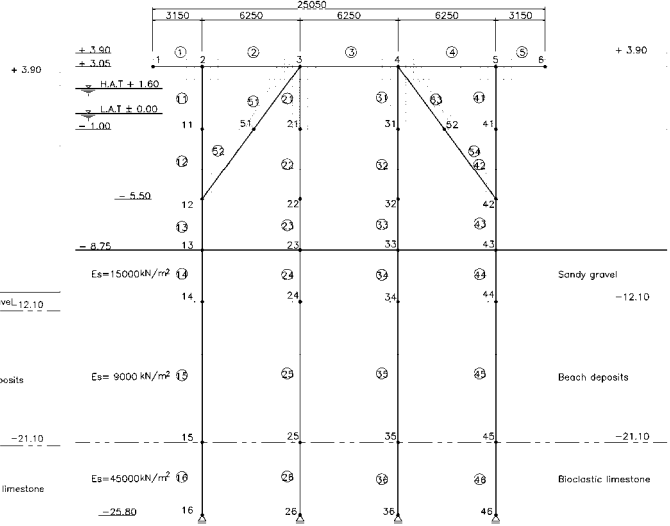 25050
3150 6250 6250 6250 3150
+ 3.90 1 2 3 4 5 + 3.90
+ 3.05 1 2 3 4 5 6
+ 3.90
H.A.T + 1.60
11 51 21 31 53 41
L.A.T ± 0.00
- 1.00 11 51 21 31 52 41
52 54
12 22 32 42
- 5.50
12 22 32 42
13 23 33 43
- 8.75 13 23 33 43
Es=15000kN/m² 14 24 34 44 Sandy gravel
vel -12.10 14 24 34 44 -12.10
posits Es= 9000 kN/m² 15 25 35 45 Beach deposits
-21.10 15 25 35 45 -21.10
limestone Es=45000kN/m² 16 26 36 46 Bioclastic limestone
-25.80 16 26 36 46